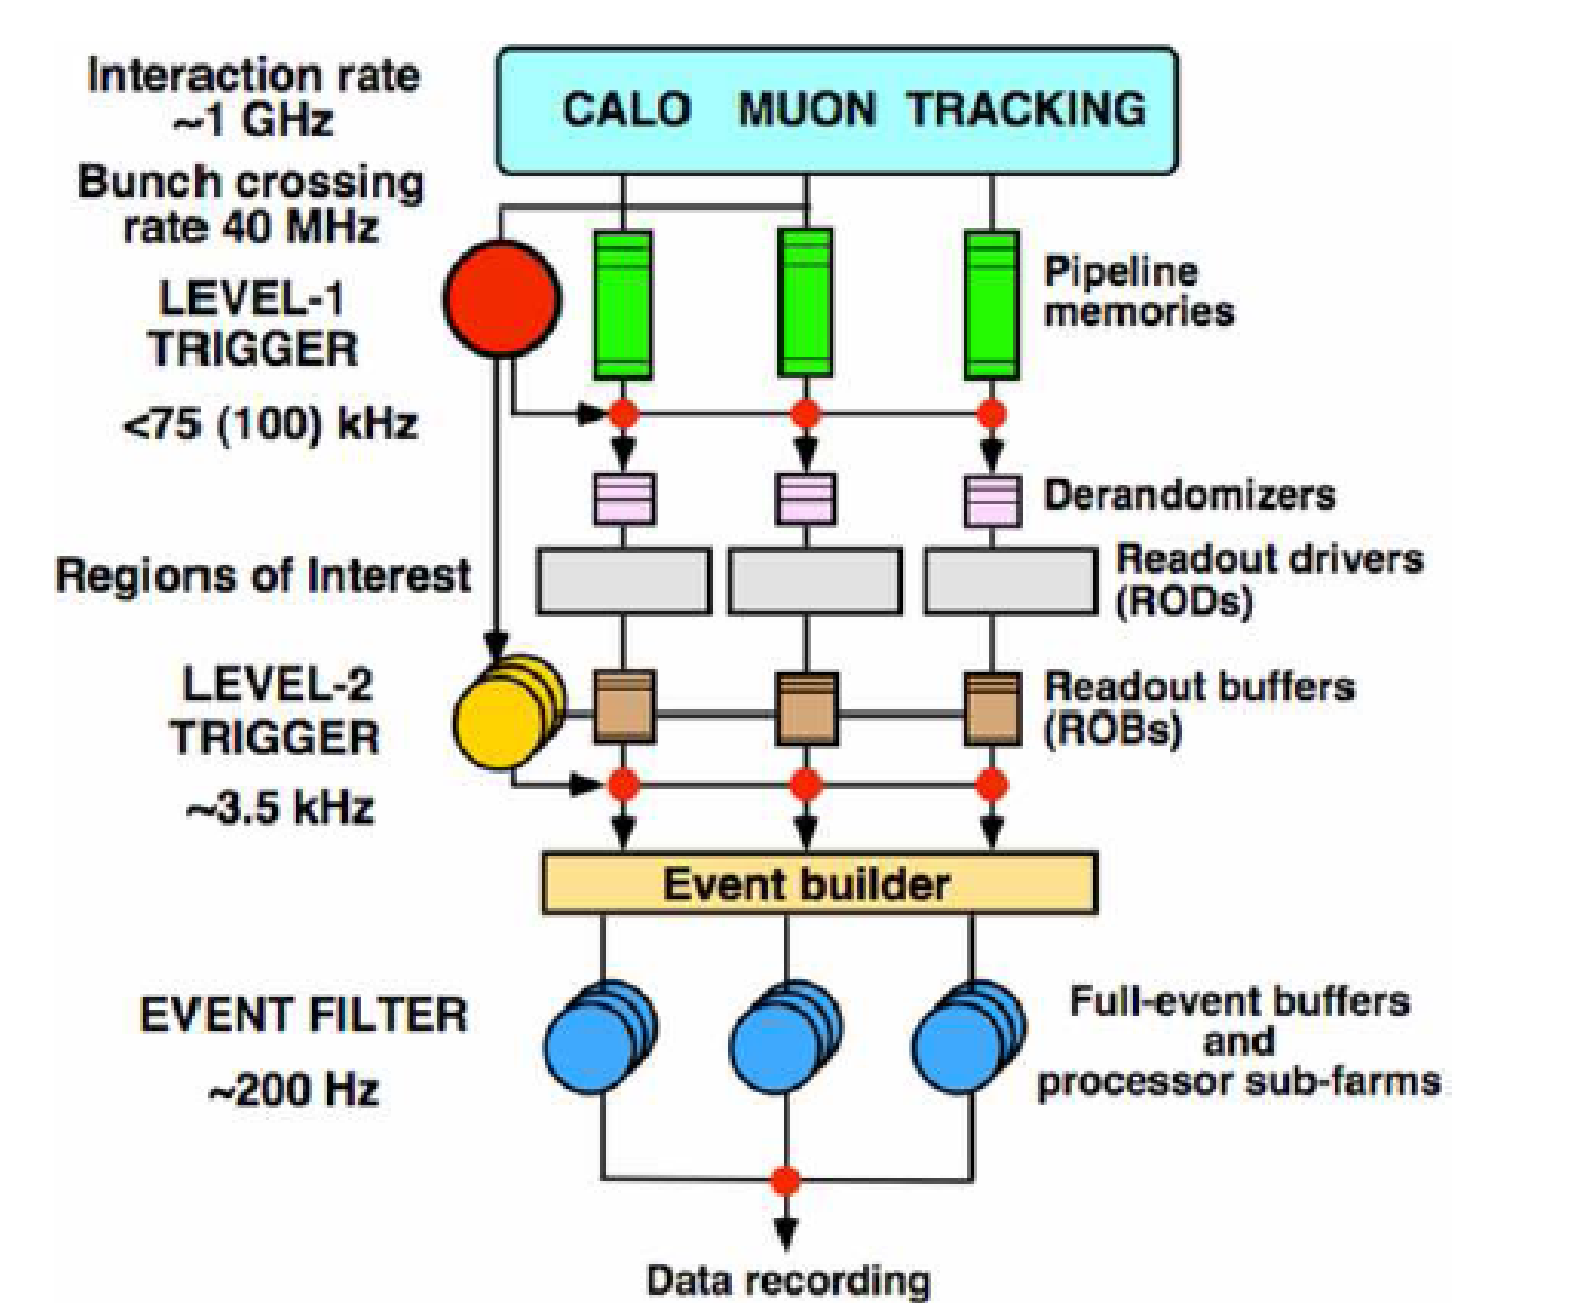 Interaction rate
~1 GHz
CALO MUON TRACKING
Bunch crossing
rate 40 MHz
LEVEL-1
TRIGGER
Pipeline
memories
<75 (100) kHz
Derandomizers
Regions of Interest
Readout drivers
(RODs)
LEVEL-2
TRIGGER
Readout buffers
(ROBs)
~3.5 kHz
Event builder
EVENT FILTER
~200 Hz
Full-event buffers
and
processor sub-farms
Data recording